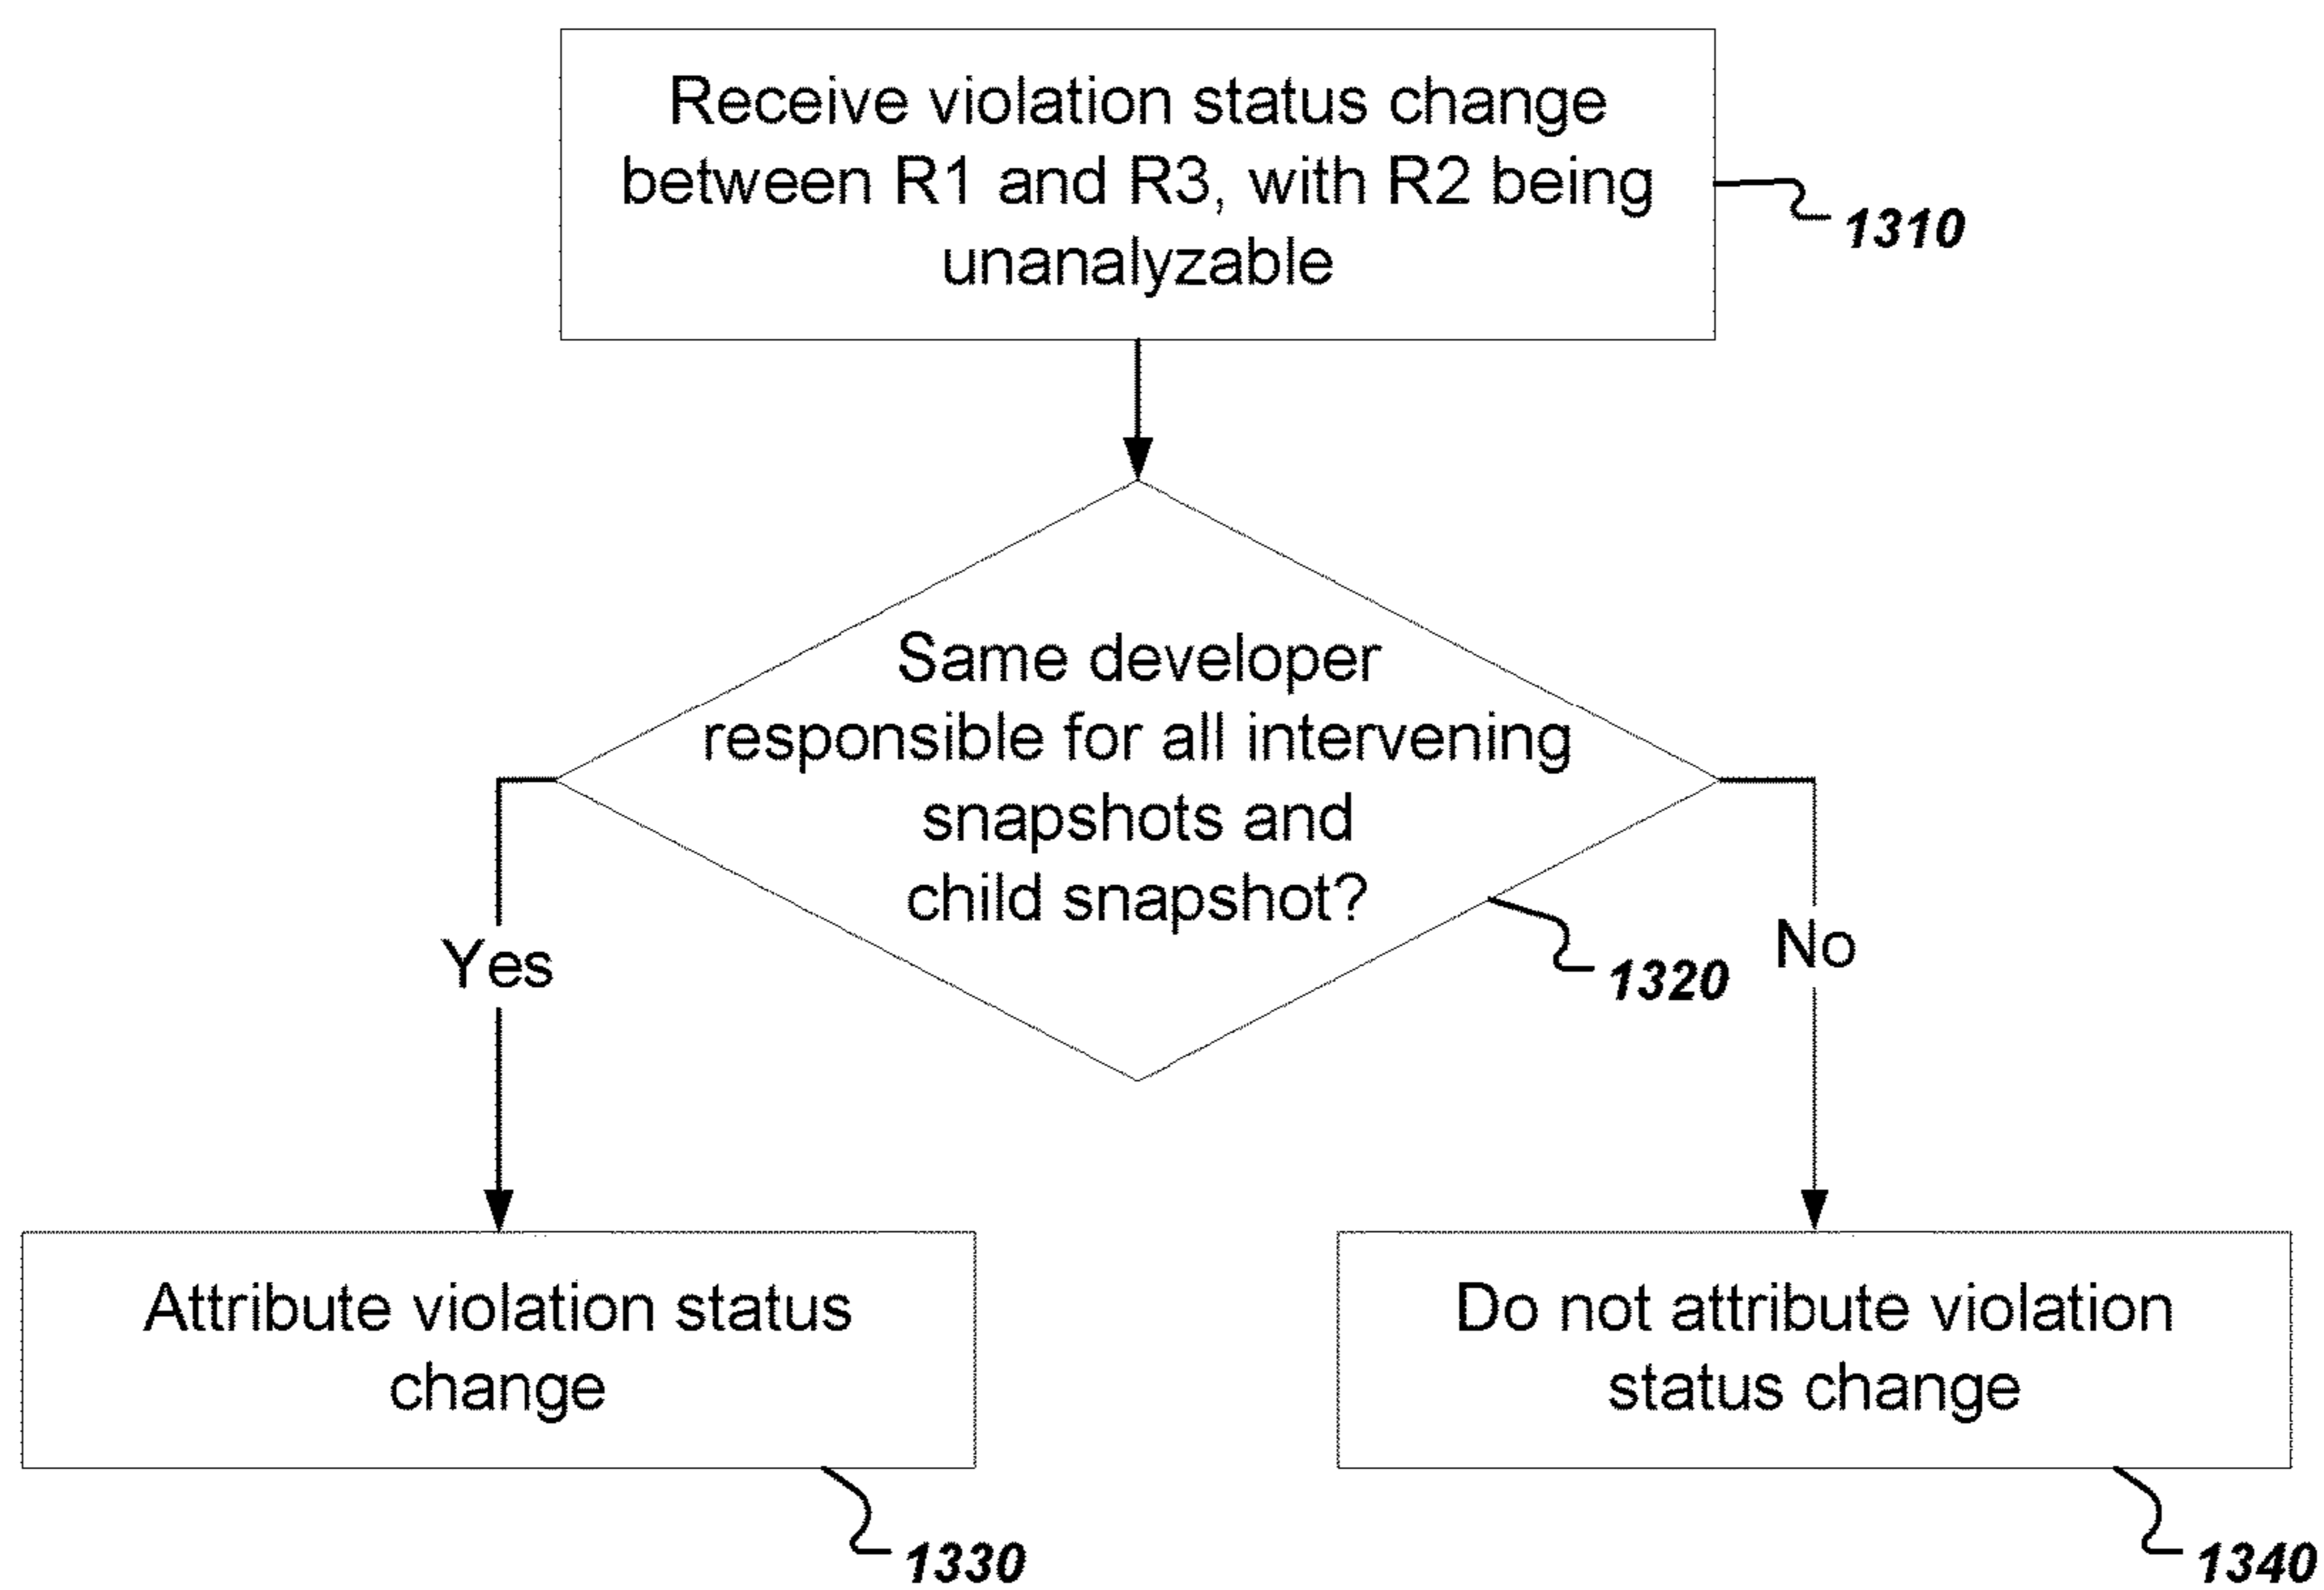 Receive violation status change
between R1 and R3, with R2 being
unanalyzable
1310
Same developer
responsible for all intervening
snapshots and
child snapshot?
1320
Yes
No
Attribute violation status
change
1330
Do not attribute violation
status change
1340